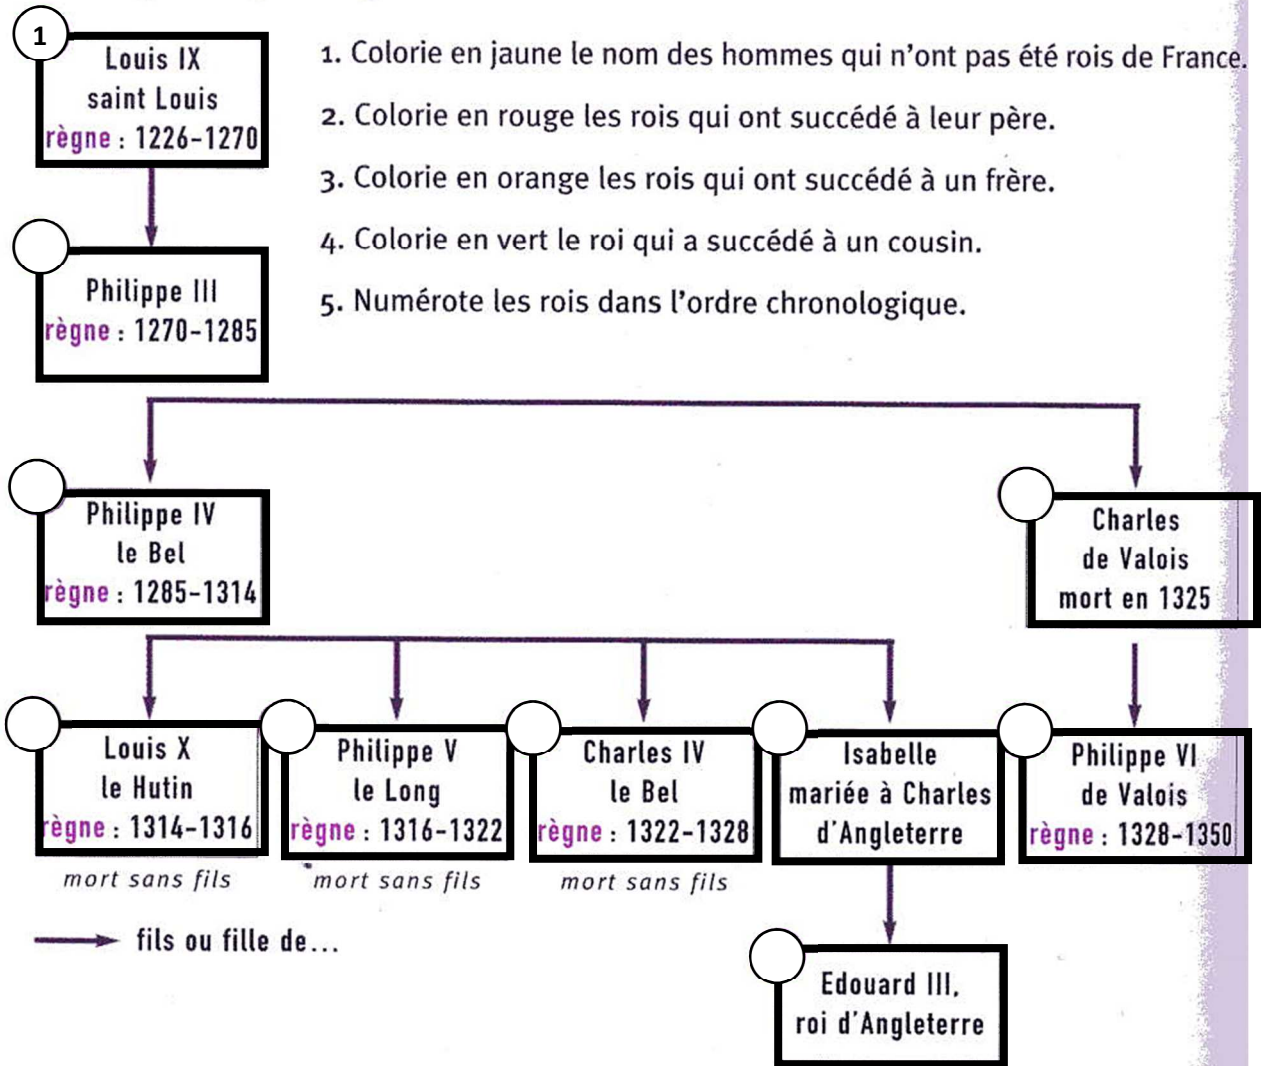 1
Louis IX
saint Louis
règne : 1226-1270
1. Colorie en jaune le nom des hommes qui n'ont pas été rois de France.
2. Colorie en rouge les rois qui ont succédé à leur père.
3. Colorie en orange les rois qui ont succédé à un frère.
4. Colorie en vert le roi qui a succédé à un cousin.
5. Numérote les rois dans l'ordre chronologique.
Philippe III
règne : 1270-1285
Philippe IV
le Bel
règne : 1285-1314
Charles
de Valois
mort en 1325
Louis X
le Hutin
règne : 1314-1316
mort sans fils
Philippe V
le Long
règne : 1316-1322
mort sans fils
Charles IV
le Bel
règne : 1322-1328
mort sans fils
Isabelle
mariée à Charles
d'Angleterre
Philippe VI
de Valois
règne : 1328-1350
fils ou fille de...
Edouard III,
roi d'Angleterre